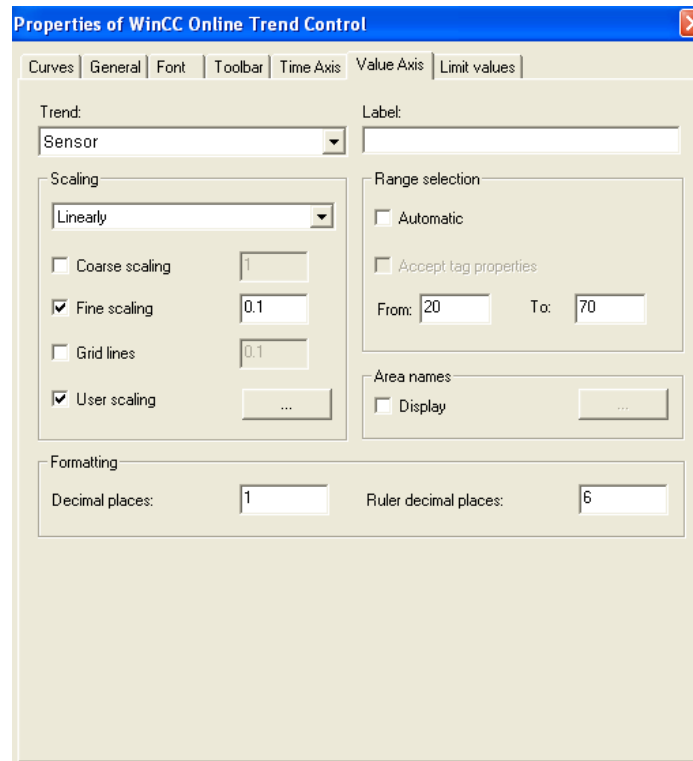 Properties of WinCC Online Trend Control
Curves General Font Toolbar Time Axis Value Axis Limit values
Trend: Label:
Sensor
Scaling Range selection
Linearly Automatic
Coarse scaling 1 Accept tag properties
Fine scaling 0.1 From: 20 To: 70
Grid lines 0.1
Area names
User scaling ... Display ...
Formatting
Decimal places: 1 Ruler decimal places: 6